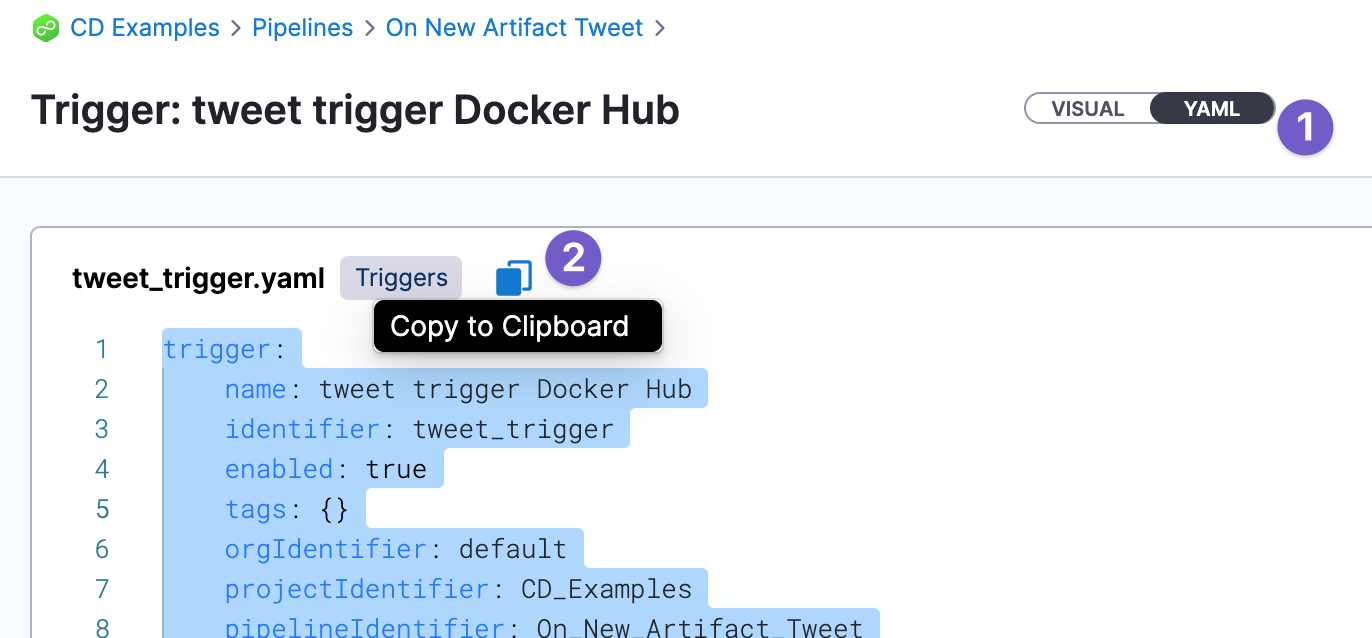 CD Examples > Pipelines > On New Artifact Tweet >
Trigger: tweet trigger Docker Hub
VISUAL YAML 1
tweet_trigger.yaml Triggers 2
Copy to Clipboard
1 trigger:
2 name: tweet trigger Docker Hub
3 identifier: tweet_trigger
4 enabled: true
5 tags: {}
6 orgIdentifier: default
7 projectIdentifier: CD_Examples
8 pipelineIdentifier: On_New_Artifact_Tweet